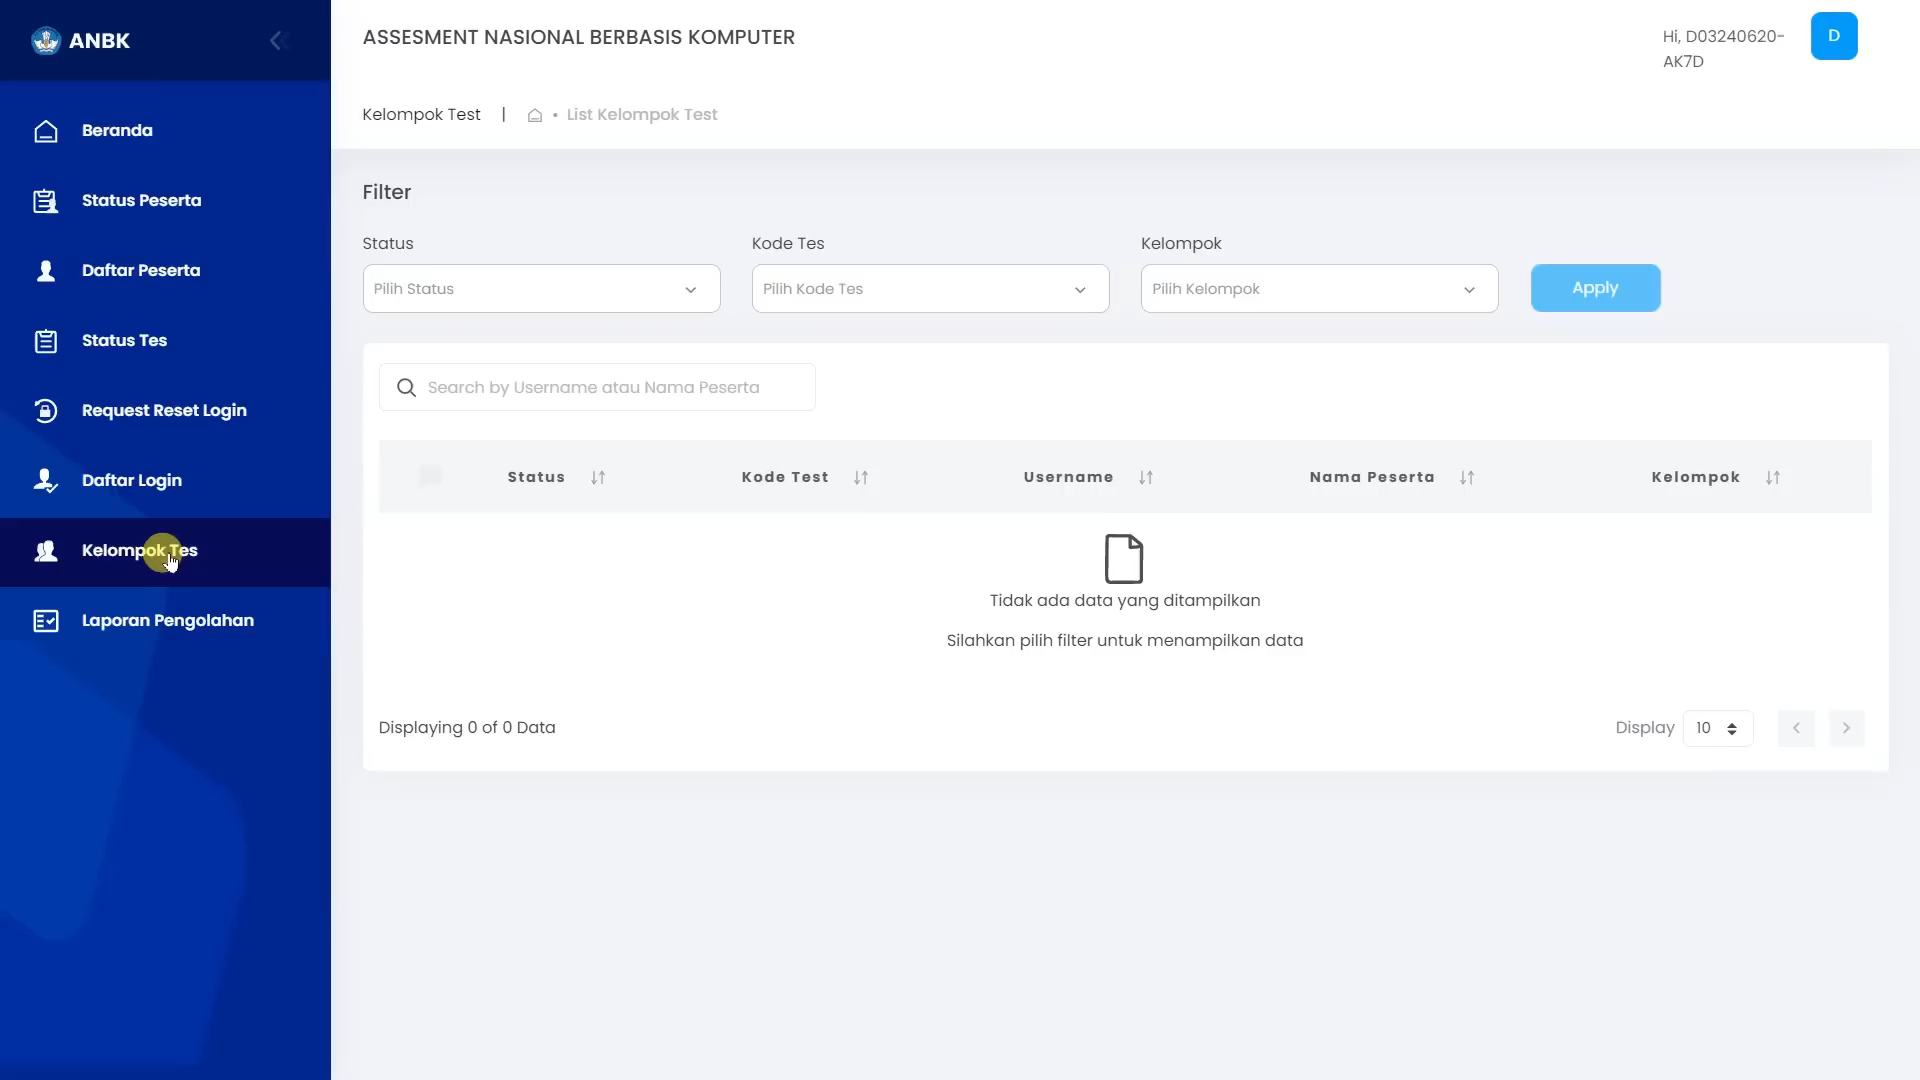 ANBK
ASSESMENT NASIONAL BERBASIS KOMPUTER
Hi, D03240620-
AK7D
D
Kelompok Test | • List Kelompok Test
Beranda
Status Peserta
Daftar Peserta
Status Tes
Request Reset Login
Daftar Login
Kelompok Tes
Laporan Pengolahan
Filter
Status
Kode Tes
Kelompok
Pilih Status
Pilih Kode Tes
Pilih Kelompok
Apply
Search by Username atau Nama Peserta
Status
Kode Test
Username
Nama Peserta
Kelompok
Tidak ada data yang ditampilkan
Silahkan pilih filter untuk menampilkan data
Displaying 0 of 0 Data
Display 10